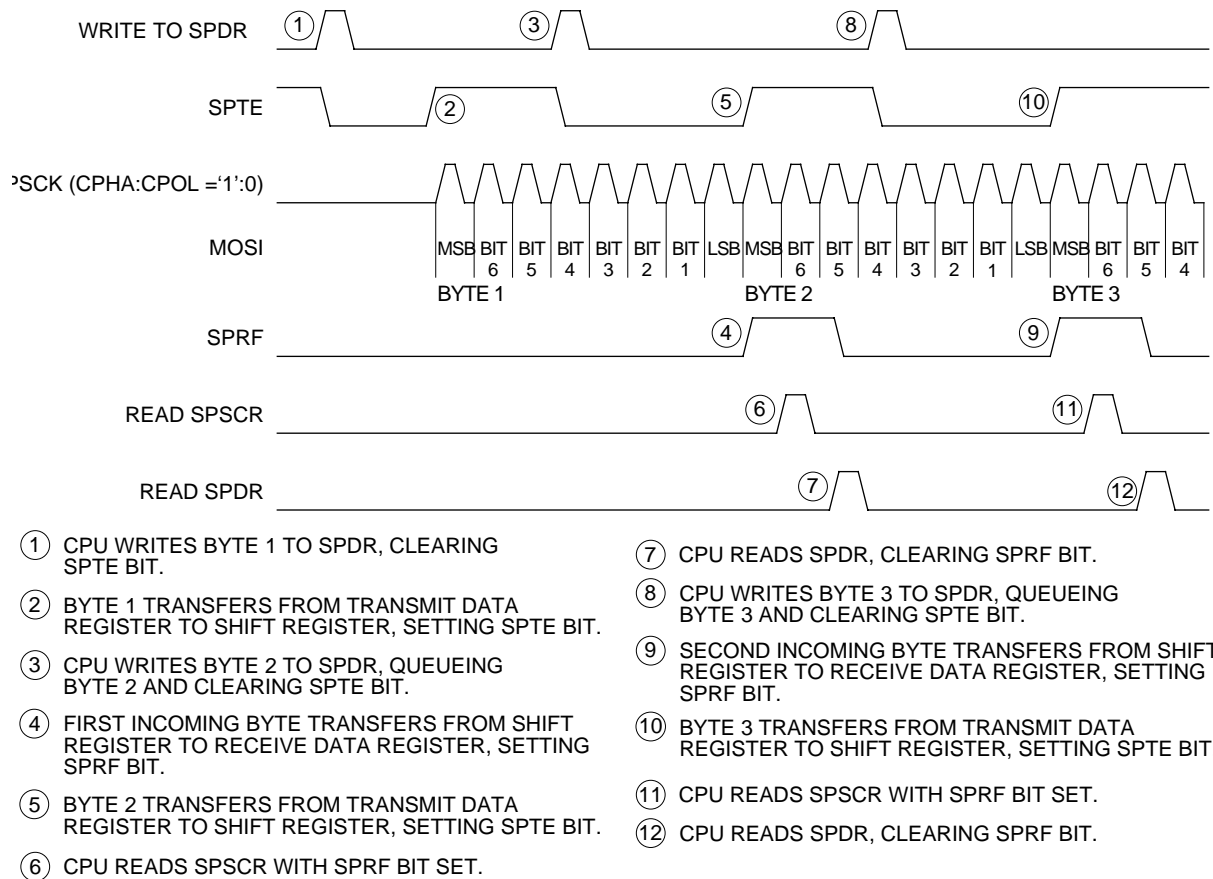 WRITE TO SPDR
1
3
8
SPTE
2
5
10
PSCK (CPHA:CPOL =‘1’:0)
MOSI
MSB BIT 6 BIT 5 BIT 4 BIT 3 BIT 2 BIT 1 LSB MSB BIT 6 BIT 5 BIT 4 BIT 3 BIT 2 BIT 1 LSB MSB BIT 6 BIT 5 BIT 4
BYTE 1
BYTE 2
BYTE 3
SPRF
4
9
READ SPSCR
6
11
READ SPDR
7
12
1 CPU WRITES BYTE 1 TO SPDR, CLEARING
SPTE BIT.
2 BYTE 1 TRANSFERS FROM TRANSMIT DATA
REGISTER TO SHIFT REGISTER, SETTING SPTE BIT.
3 CPU WRITES BYTE 2 TO SPDR, QUEUEING
BYTE 2 AND CLEARING SPTE BIT.
4 FIRST INCOMING BYTE TRANSFERS FROM SHIFT
REGISTER TO RECEIVE DATA REGISTER, SETTING
SPRF BIT.
5 BYTE 2 TRANSFERS FROM TRANSMIT DATA
REGISTER TO SHIFT REGISTER, SETTING SPTE BIT.
6 CPU READS SPSCR WITH SPRF BIT SET.
7 CPU READS SPDR, CLEARING SPRF BIT.
8 CPU WRITES BYTE 3 TO SPDR, QUEUEING
BYTE 3 AND CLEARING SPTE BIT.
9 SECOND INCOMING BYTE TRANSFERS FROM SHIFT
REGISTER TO RECEIVE DATA REGISTER, SETTING
SPRF BIT.
10 BYTE 3 TRANSFERS FROM TRANSMIT DATA
REGISTER TO SHIFT REGISTER, SETTING SPTE BIT
11 CPU READS SPSCR WITH SPRF BIT SET.
12 CPU READS SPDR, CLEARING SPRF BIT.